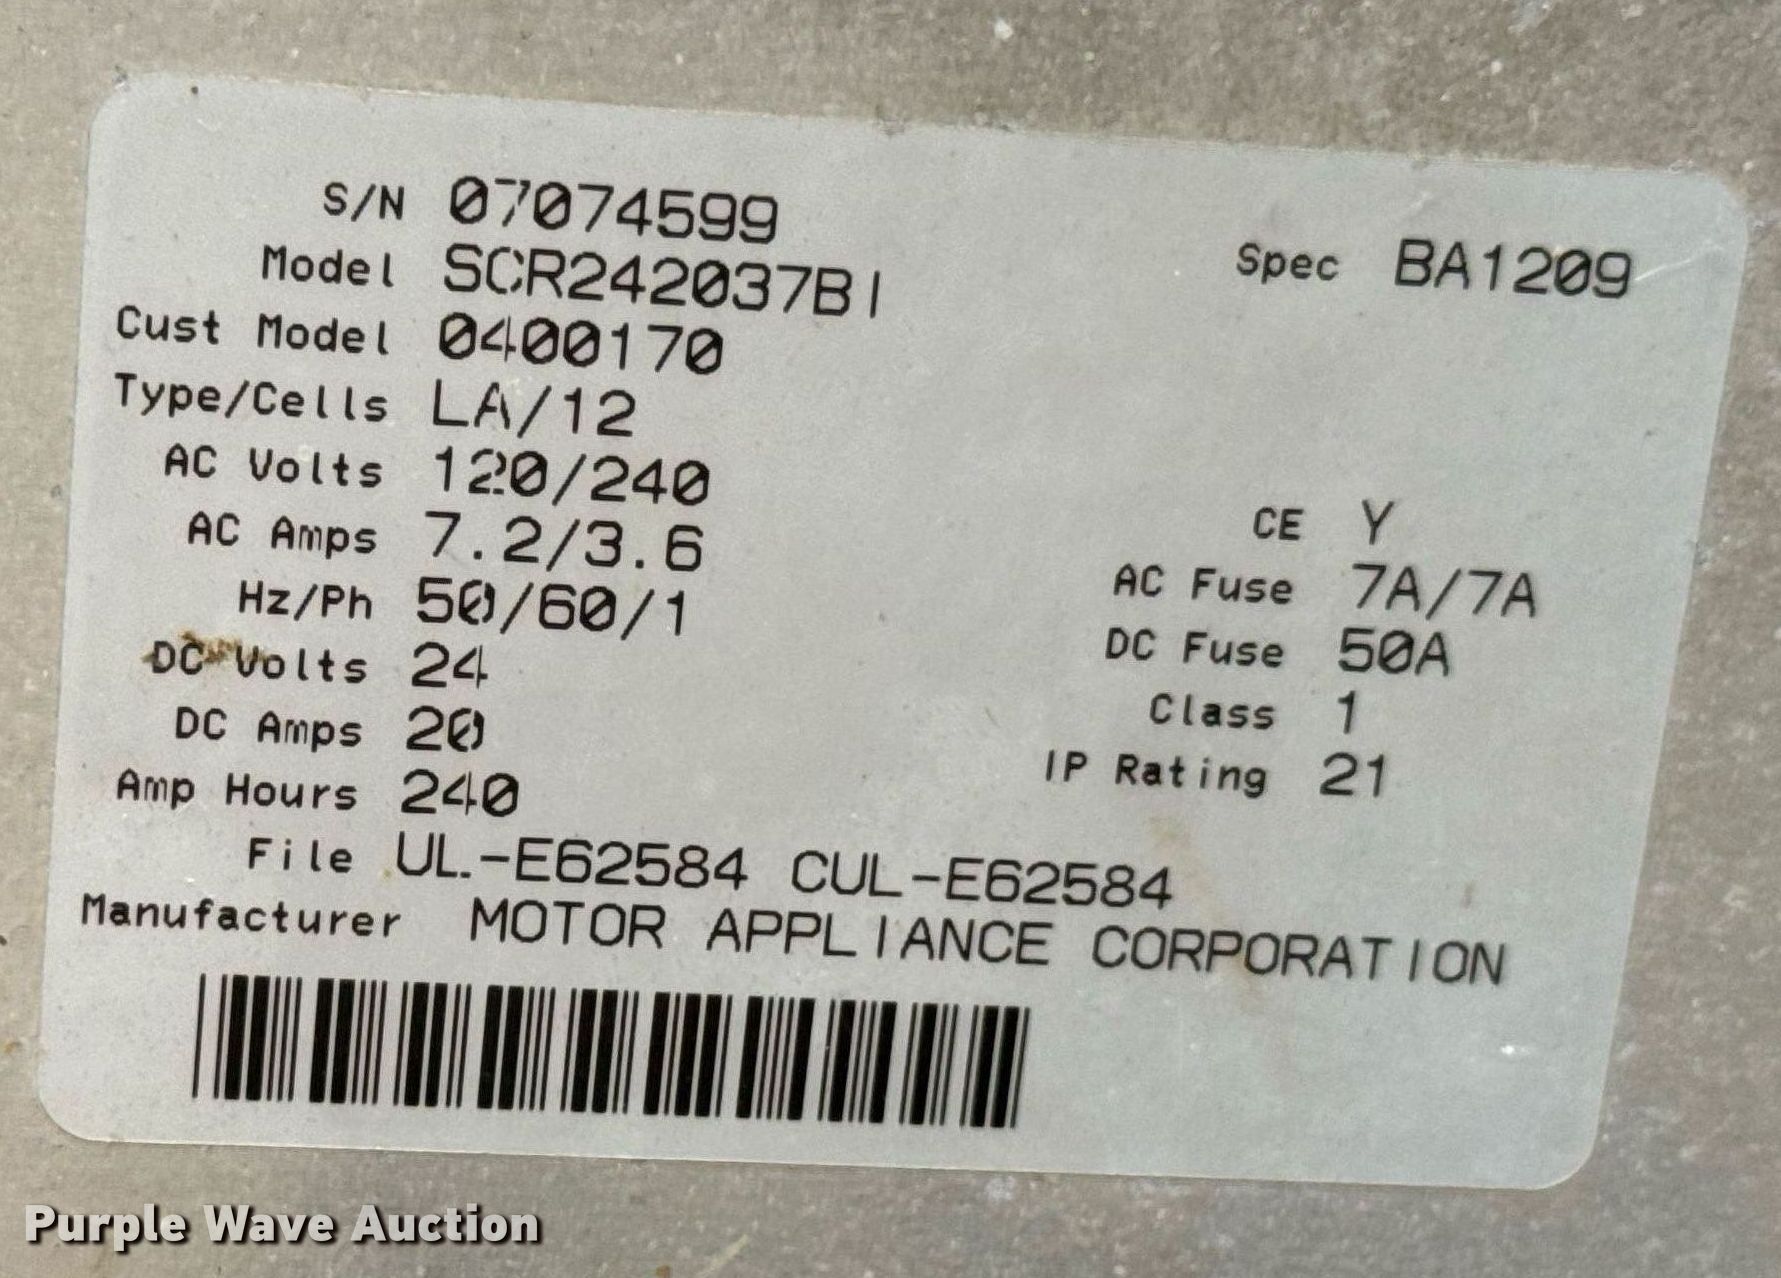 S/N 07074599
Model SCR242037B1 Spec BA1209
Cust Model 0400170
Type/Cells LA/12
AC Volts 120/240
AC Amps 7.2/3.6 CE Y
Hz/Ph 50/60/1 AC Fuse 7A/7A
DC Volts 24 DC Fuse 50A
DC Amps 20 Class 1
Amp Hours 240 IP Rating 21
File UL-E62584 CUL-E62584
Manufacturer MOTOR APPLIANCE CORPORATION
Purple Wave Auction